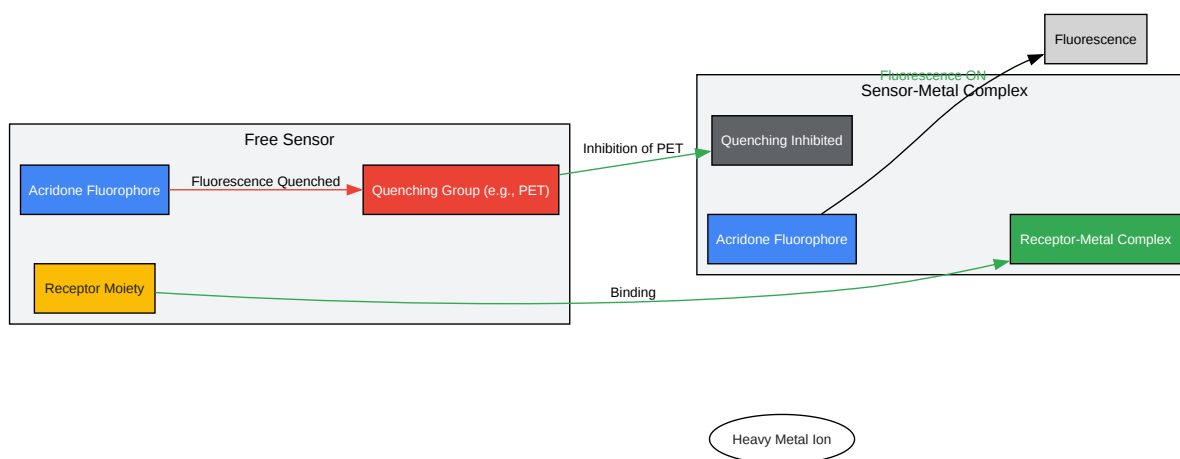 Fluorescence
Fluorescence ON
Sensor-Metal Complex
Free Sensor
Quenching Inhibited
Inhibition of PET
Acridone Fluorophore
Fluorescence Quenched
Quenching Group (e.g., PET)
Acridone Fluorophore
Receptor-Metal Complex
Receptor Moiety
Binding
Heavy Metal Ion